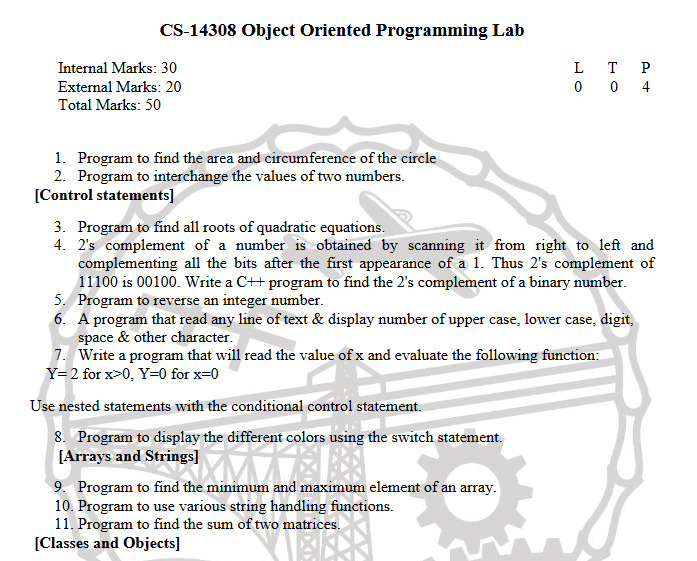 CS-14308 Object Oriented Programming Lab
Internal Marks: 30 L T P
External Marks: 20 0 0 4
Total Marks: 50
1. Program to find the area and circumference of the circle
2. Program to interchange the values of two numbers.
[Control statements]
3. Program to find all roots of quadratic equations.
4. 2's complement of a number is obtained by scanning it from right to left and
complementing all the bits after the first appearance of a 1. Thus 2's complement of
11100 is 00100. Write a C++ program to find the 2's complement of a binary number.
5. Program to reverse an integer number.
6. A program that read any line of text & display number of upper case, lower case, digit,
space & other character.
7. Write a program that will read the value of x and evaluate the following function:
Y= 2 for x>0, Y=0 for x=0
Use nested statements with the conditional control statement.
8. Program to display the different colors using the switch statement.
[Arrays and Strings]
9. Program to find the minimum and maximum element of an array.
10. Program to use various string handling functions.
11. Program to find the sum of two matrices.
[Classes and Objects]